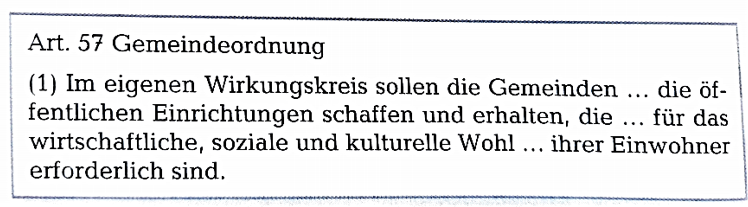 Art. 57 Gemeindeordnung
(1) Im eigenen Wirkungskreis sollen die Gemeinden ... die öf-
fentlichen Einrichtungen schaffen und erhalten, die ... für das
wirtschaftliche, soziale und kulturelle Wohl ... ihrer Einwohner
erforderlich sind.